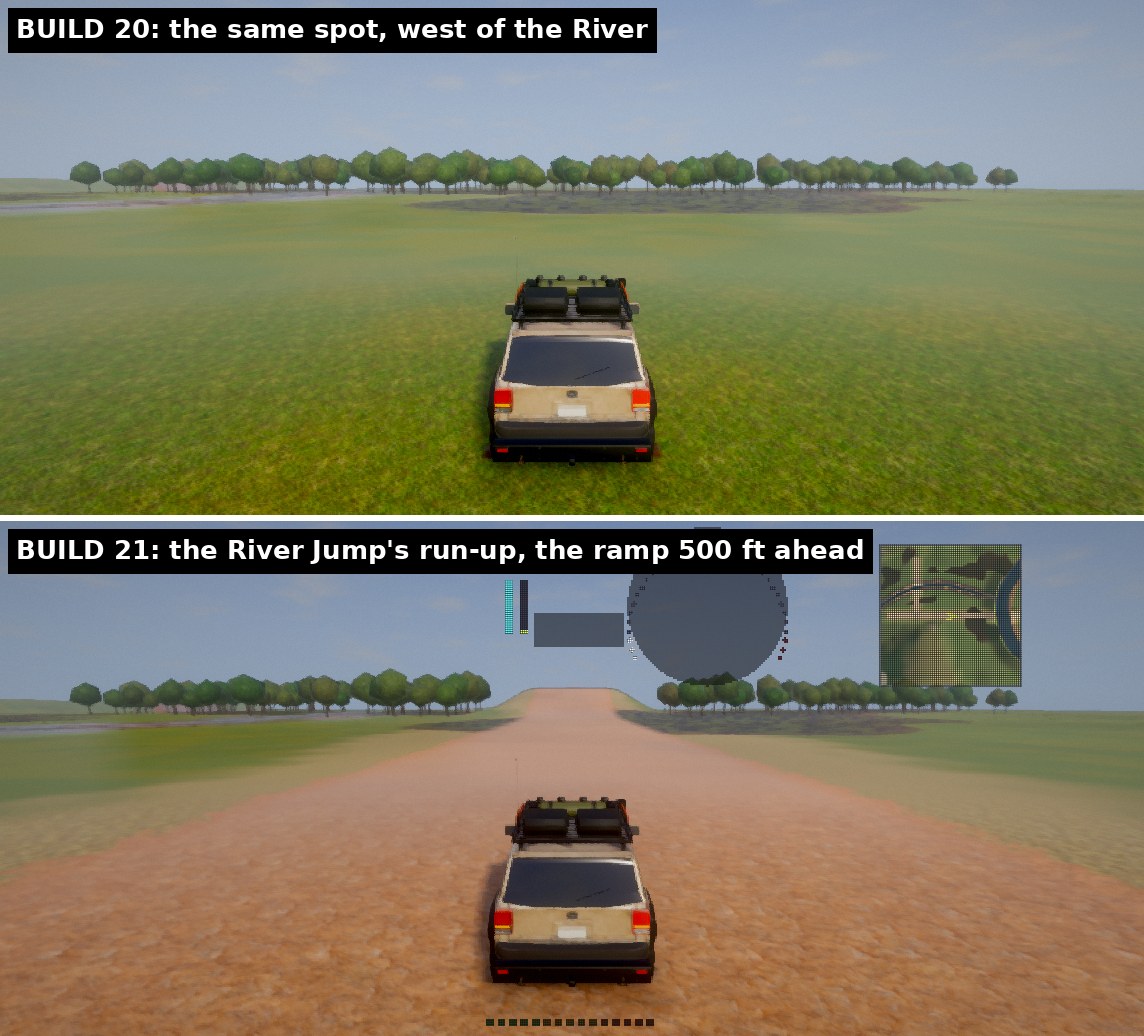 BUILD 20: the same spot, west of the River
BUILD 21: the River Jump's run-up, the ramp 500 ft ahead